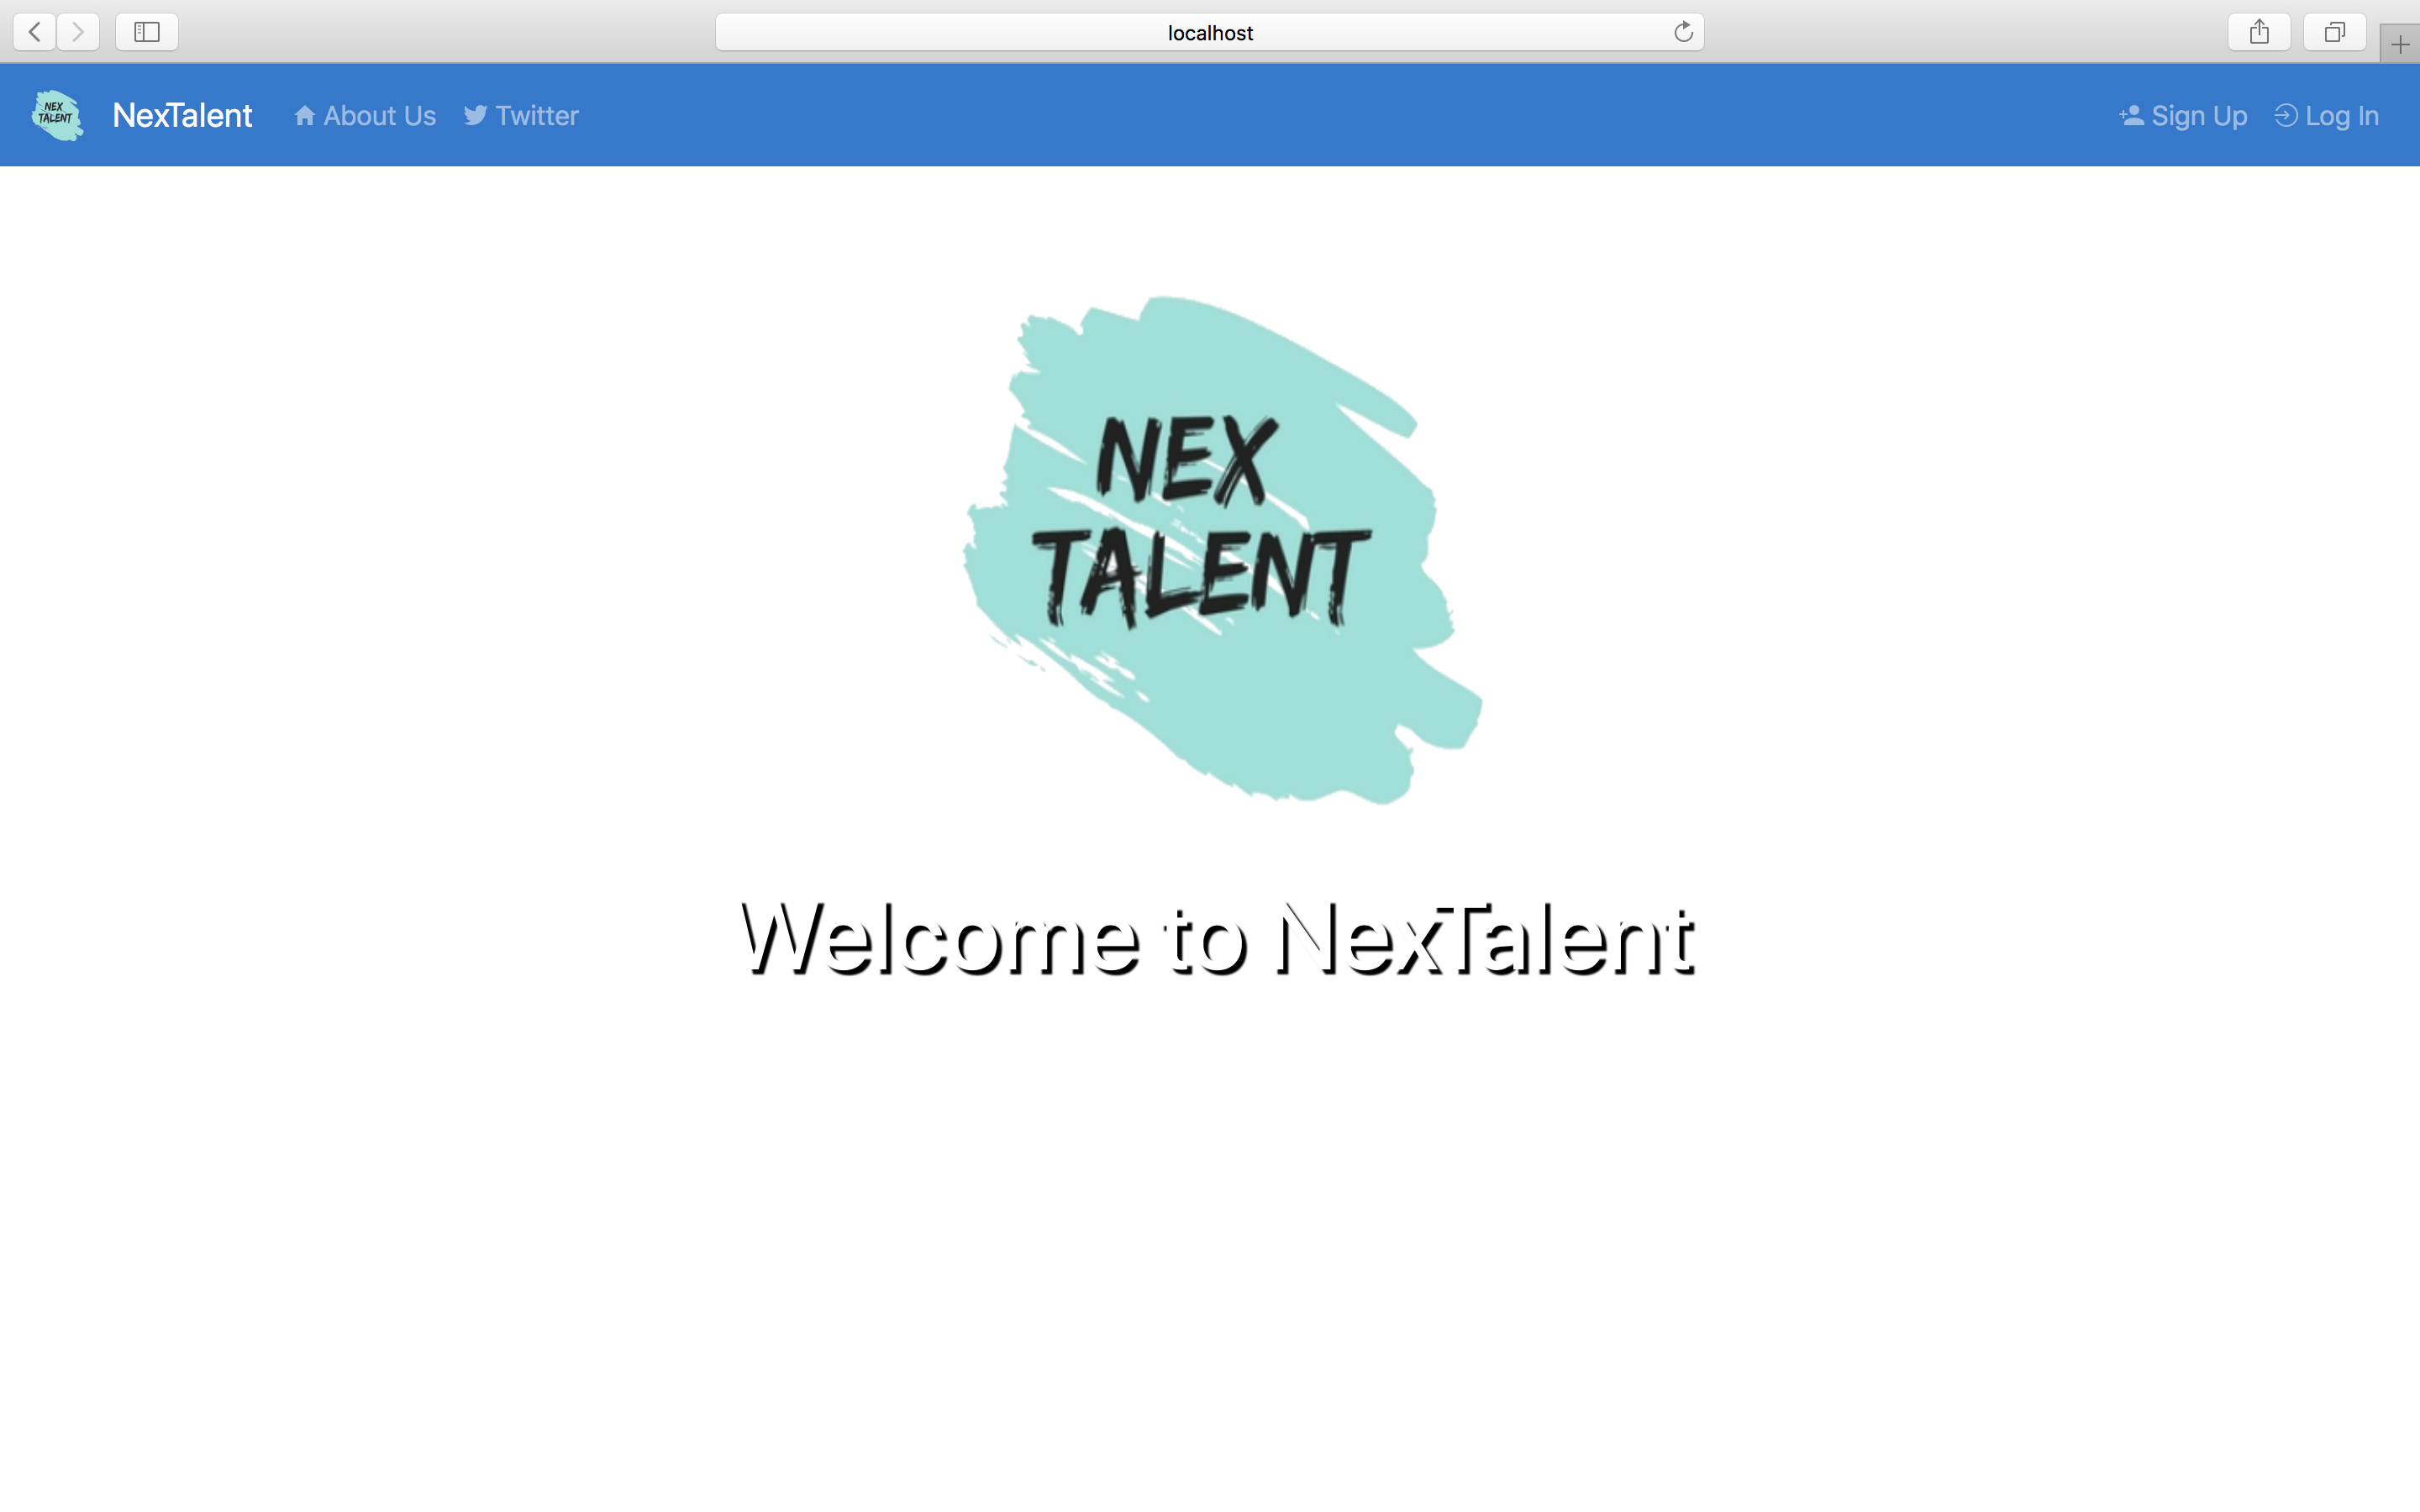 localhost
NEX
TALENT
NexTalent
About Us
Twitter
Sign Up
Log In
NEX
TALENT
Welcome to NexTalent